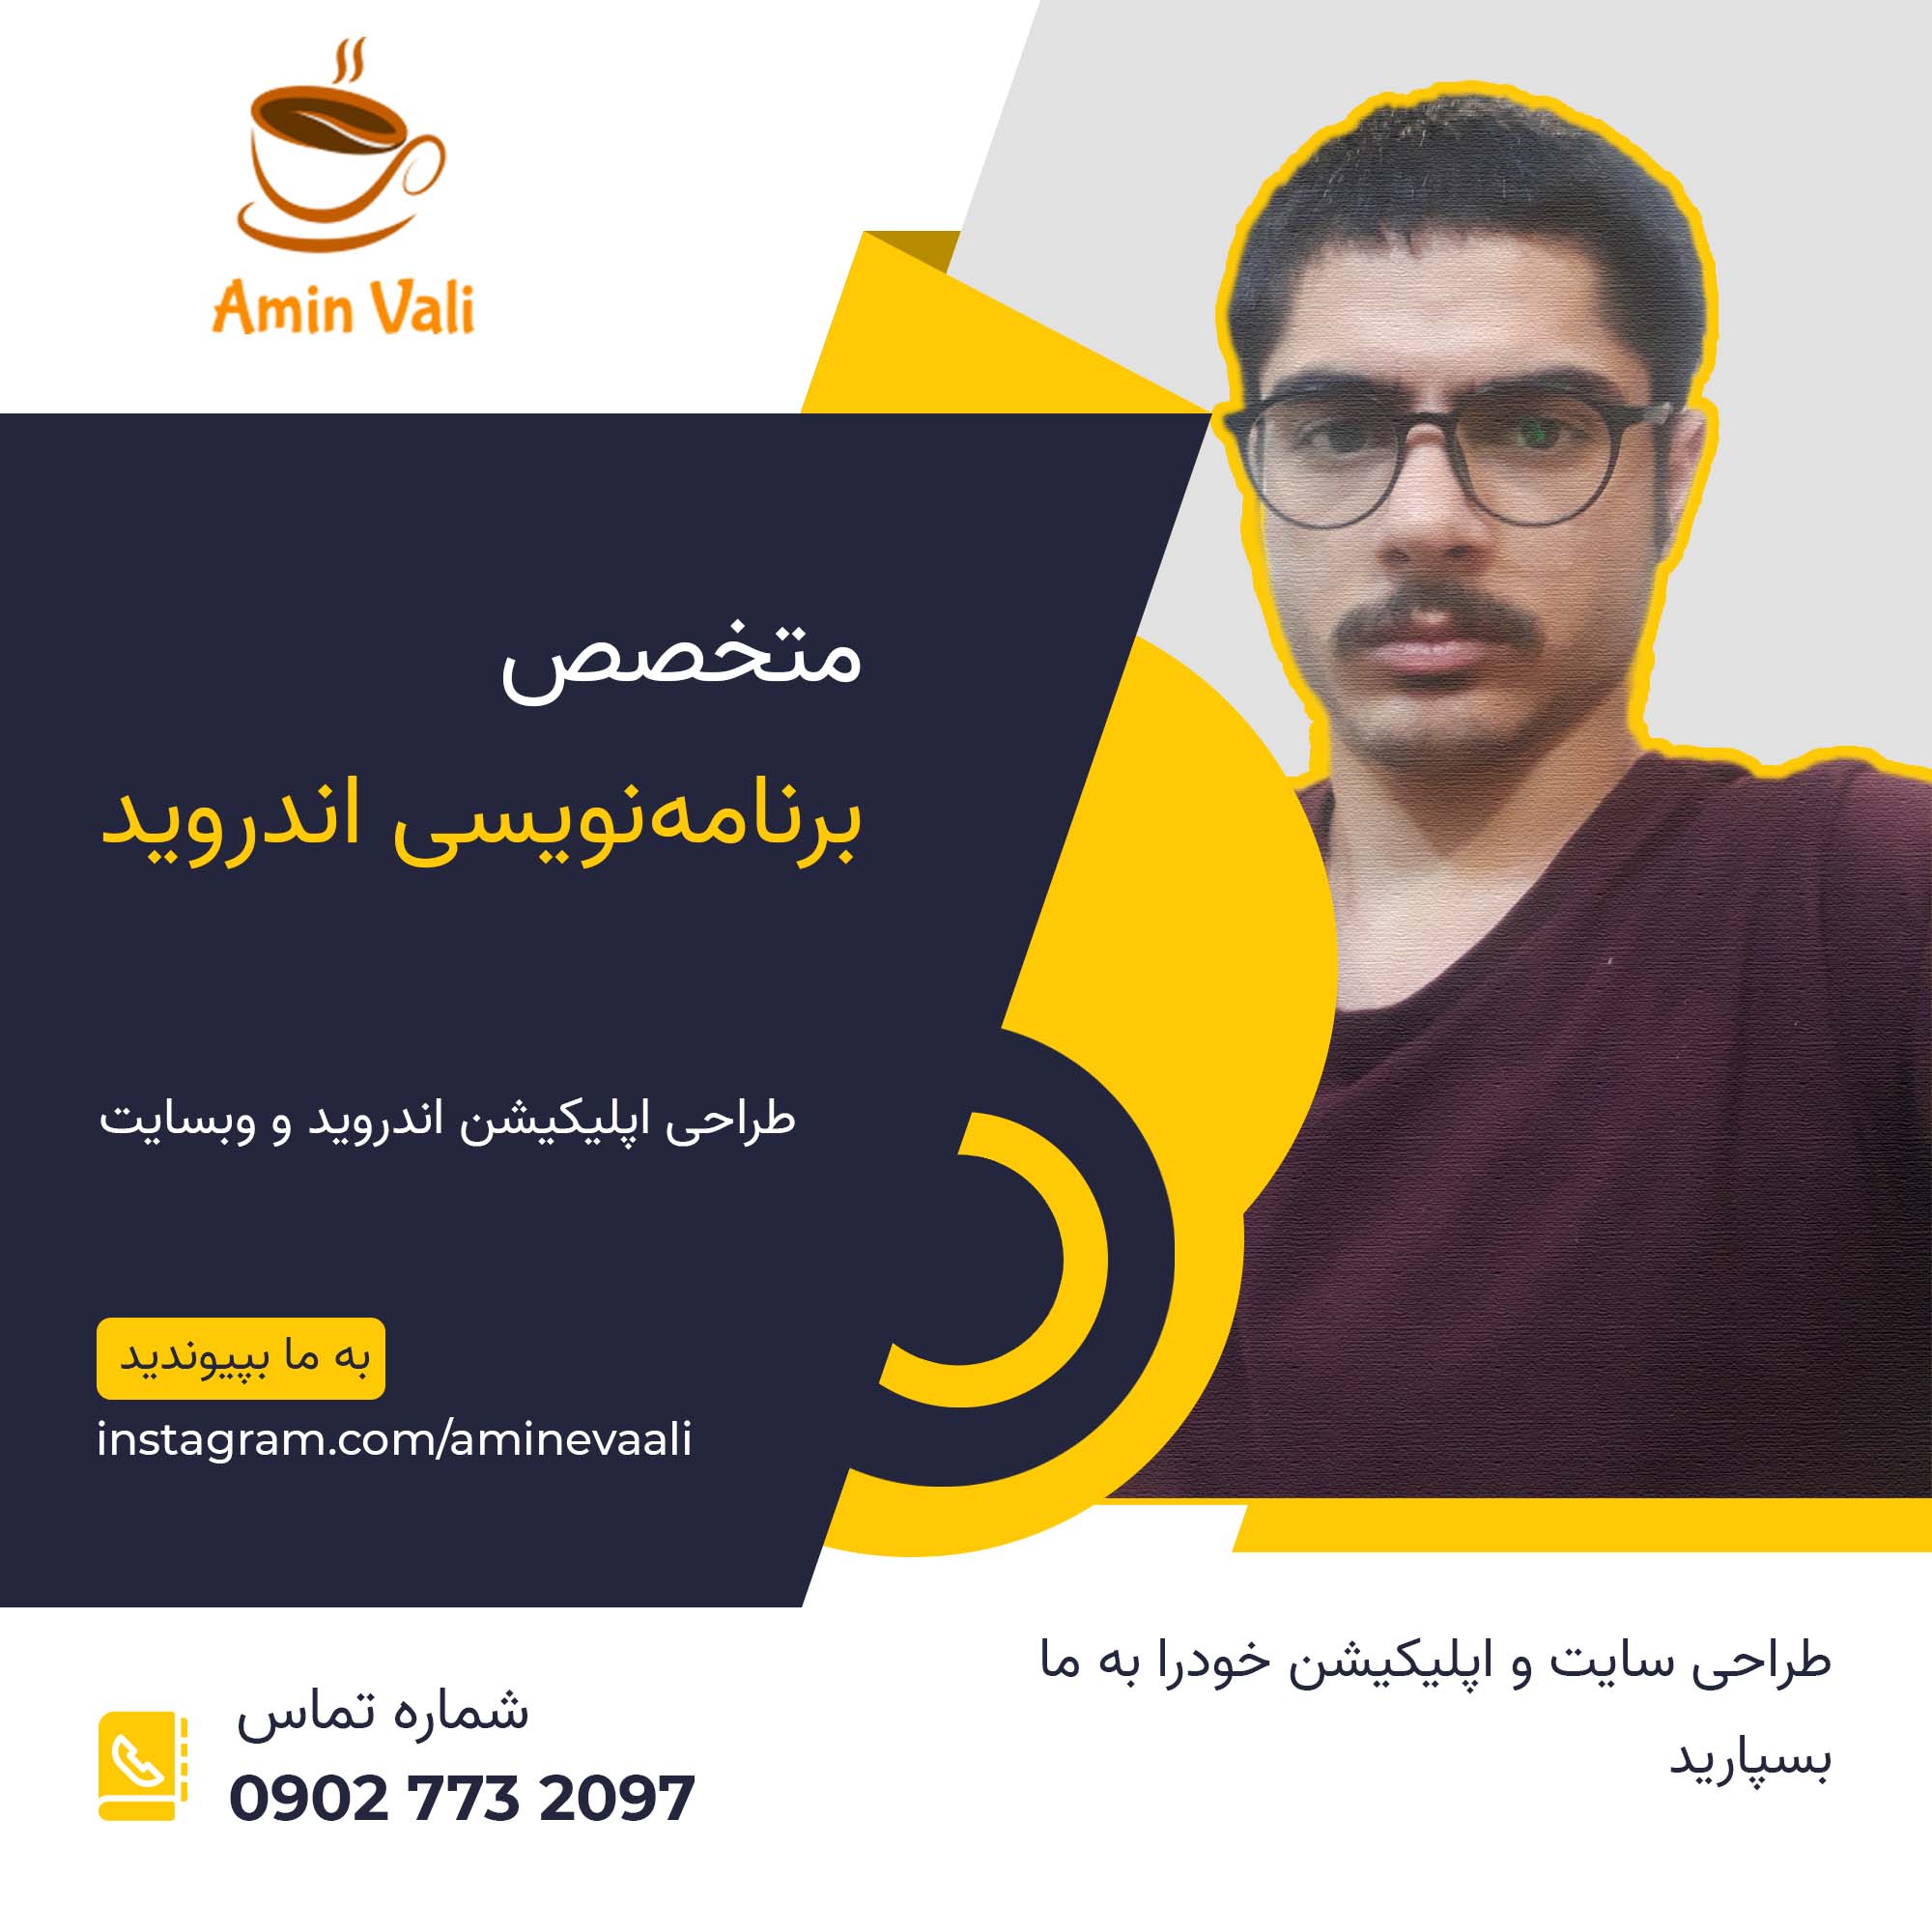 Amin Vali
متخصص
برنامه‌نویسی اندروید
طراحی اپلیکیشن اندروید و وبسایت
به ما بپیوندید
instagram.com/aminevaali
طراحی سایت و اپلیکیشن خودرا به ما
بسپارید
شماره تماس
0902 773 2097